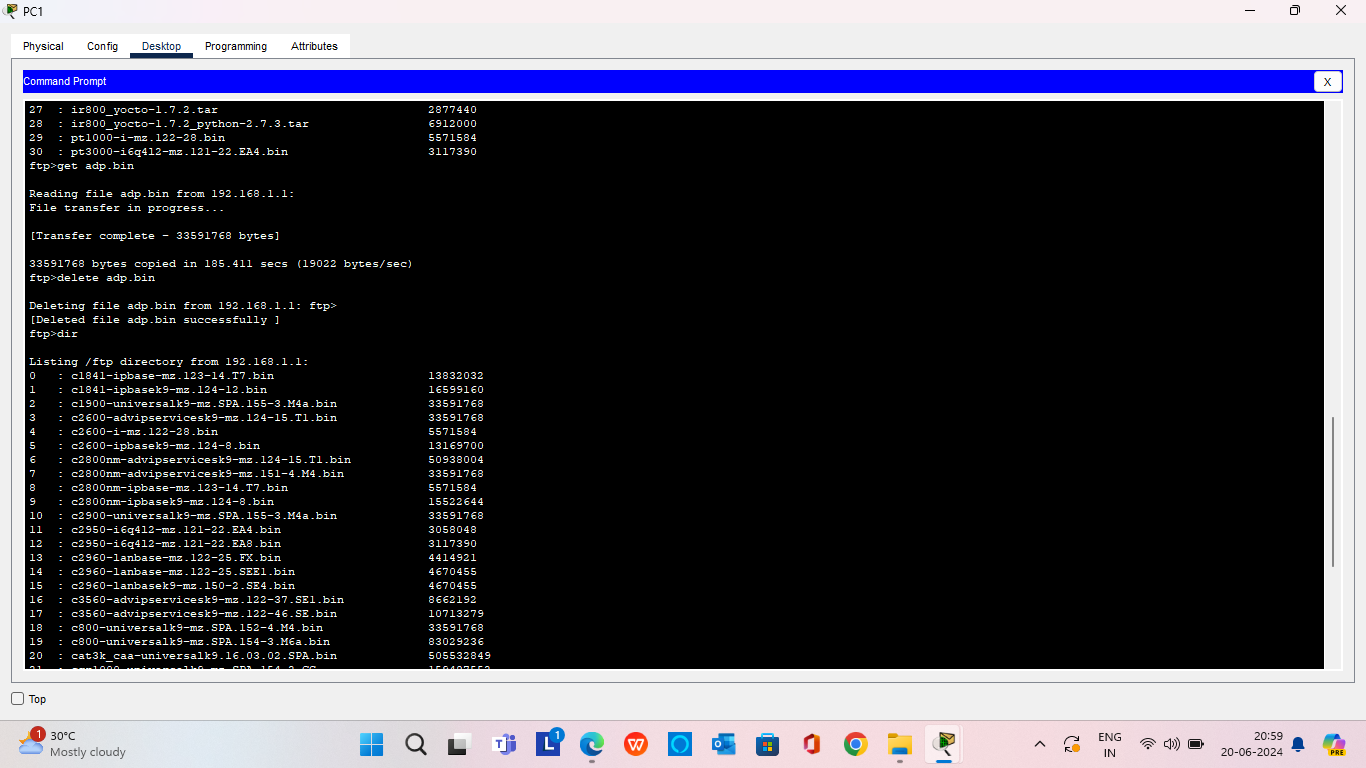 PC1
Physical Config Desktop Programming Attributes
Command Prompt X
27 : ir800_yocto-1.7.2.tar 2877440
28 : ir800_yocto-1.7.2_python-2.7.3.tar 6912000
29 : pt1000-i-mz.122-28.bin 5571584
30 : pt3000-i6q4l2-mz.121-22.EA4.bin 3117390
ftp>get adp.bin
Reading file adp.bin from 192.168.1.1:
File transfer in progress...
[Transfer complete - 33591768 bytes]
33591768 bytes copied in 185.411 secs (19022 bytes/sec)
ftp>delete adp.bin
Deleting file adp.bin from 192.168.1.1: ftp>
[Deleted file adp.bin successfully ]
ftp>dir
Listing /ftp directory from 192.168.1.1:
0 : c1841-ipbase-mz.123-14.T7.bin 13832032
1 : c1841-ipbasek9-mz.124-12.bin 16599160
2 : c1900-universalk9-mz.SPA.155-3.M4a.bin 33591768
3 : c2600-advipservicesk9-mz.124-15.T1.bin 33591768
4 : c2600-i-mz.122-28.bin 5571584
5 : c2600-ipbasek9-mz.124-8.bin 13169700
6 : c2800nm-advipservicesk9-mz.124-15.T1.bin 50938004
7 : c2800nm-advipservicesk9-mz.151-4.M4.bin 33591768
8 : c2800nm-ipbase-mz.123-14.T7.bin 5571584
9 : c2800nm-ipbasek9-mz.124-8.bin 15522644
10 : c2900-universalk9-mz.SPA.155-3.M4a.bin 33591768
11 : c2950-i6q4l2-mz.121-22.EA4.bin 3058048
12 : c2950-i6q4l2-mz.121-22.EA8.bin 3117390
13 : c2960-lanbase-mz.122-25.FX.bin 4414921
14 : c2960-lanbase-mz.122-25.SEE1.bin 4670455
15 : c2960-lanbasek9-mz.150-2.SE4.bin 4670455
16 : c3560-advipservicesk9-mz.122-37.SE1.bin 8662192
17 : c3560-advipservicesk9-mz.122-46.SE.bin 10713279
18 : c800-universalk9-mz.SPA.152-4.M4.bin 33591768
19 : c800-universalk9-mz.SPA.154-3.M6a.bin 83029236
20 : cat3k_caa-universalk9.16.03.02.SPA.bin 505532849
Top
1 30°C
Mostly cloudy
1
ENG
IN
20:59
20-06-2024
PRE